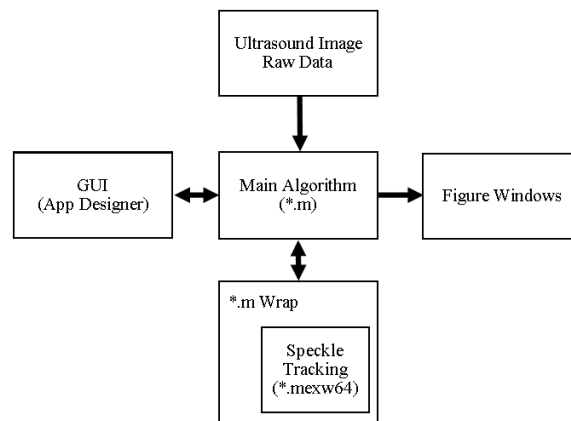 Ultrasound Image
Raw Data
GUI
(App Designer)
Main Algorithm
(*.m)
Figure Windows
*.m Wrap
Speckle
Tracking
(*.mexw64)